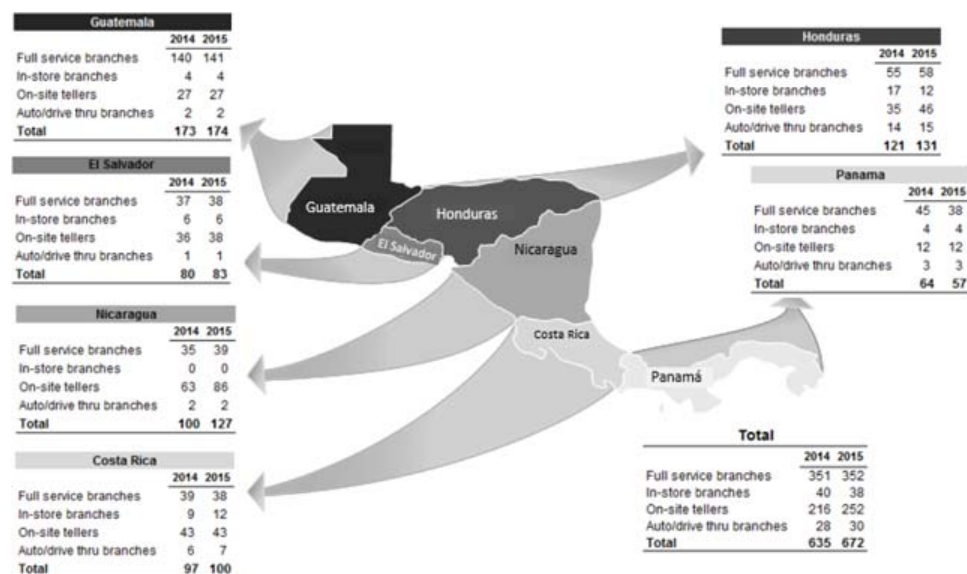 Guatemala
2014 2015
Full service branches 140 141
In-store branches 4 4
On-site tellers 27 27
Auto/drive thru branches 2 2
Total 173 174
El Salvador
2014 2015
Full service branches 37 38
In-store branches 6 6
On-site tellers 36 38
Auto/drive thru branches 1 1
Total 80 83
Nicaragua
2014 2015
Full service branches 35 39
In-store branches 0 0
On-site tellers 63 86
Auto/drive thru branches 2 2
Total 100 127
Costa Rica
2014 2015
Full service branches 39 38
In-store branches 9 12
On-site tellers 43 43
Auto/drive thru branches 6 7
Total 97 100
Guatemala
Honduras
El Salvador
Nicaragua
Costa Rica
Panamá
Honduras
2014 2015
Full service branches 55 58
In-store branches 17 12
On-site tellers 35 46
Auto/drive thru branches 14 15
Total 121 131
Panama
2014 2015
Full service branches 45 38
In-store branches 4 4
On-site tellers 12 12
Auto/drive thru branches 3 3
Total 64 57
Total
2014 2015
Full service branches 351 352
In-store branches 40 38
On-site tellers 216 252
Auto/drive thru branches 28 30
Total 635 672